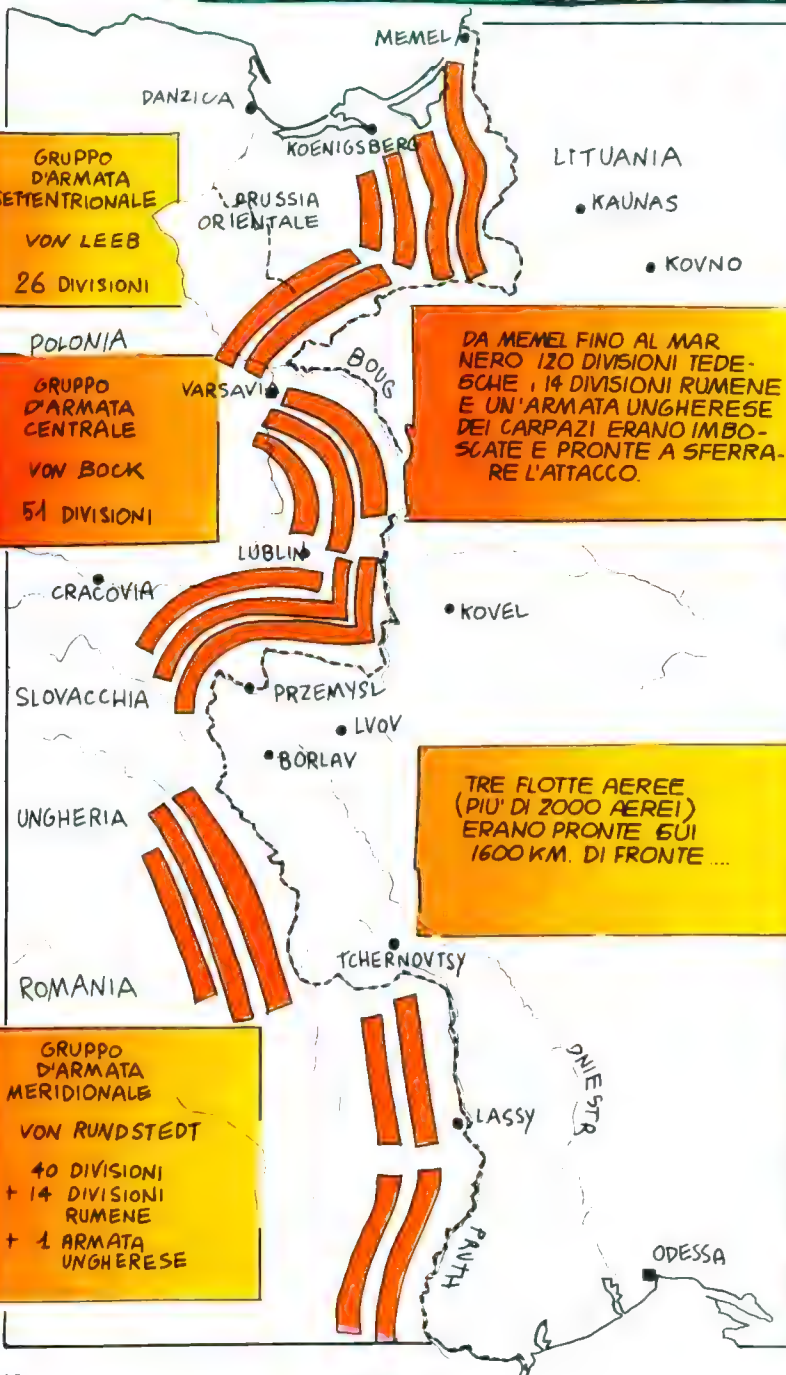 MEMEL
DANZICA
KOENIGSBERG
LITUANIA
GRUPPO
D'ARMATA
SETTENTRIONALE
VON LEEB
26 DIVISIONI
PRUSSIA
ORIENTALE
KAUNAS
KOVNO
POLONIA
BOUG
DA MEMEL FINO AL MAR
NERO 120 DIVISIONI TEDE-
SCHE, 14 DIVISIONI RUMENE
E UN'ARMATA UNGHERESE
DEI CARPAZI ERANO IMBO-
SCATE E PRONTE A SFERRA-
RE L'ATTACCO.
GRUPPO
D'ARMATA
CENTRALE
VON BOCK
51 DIVISIONI
VARSAVIA
LUBLIN
CRACOVIA
KOVEL
SLOVACCHIA
PRZEMYSL
LVOV
BORLAV
UNGHERIA
TRE FLOTTE AEREE
(PIU' DI 2000 AEREI)
ERANO PRONTE SUI
1600 KM. DI FRONTE....
TCHERNOVTSY
ROMANIA
GRUPPO
D'ARMATA
MERIDIONALE
VON RUNDSTEDT
40 DIVISIONI
+ 14 DIVISIONI
RUMENE
+ 1 ARMATA
UNGHERESE
DNIESTR
LASSY
PRUTH
ODESSA